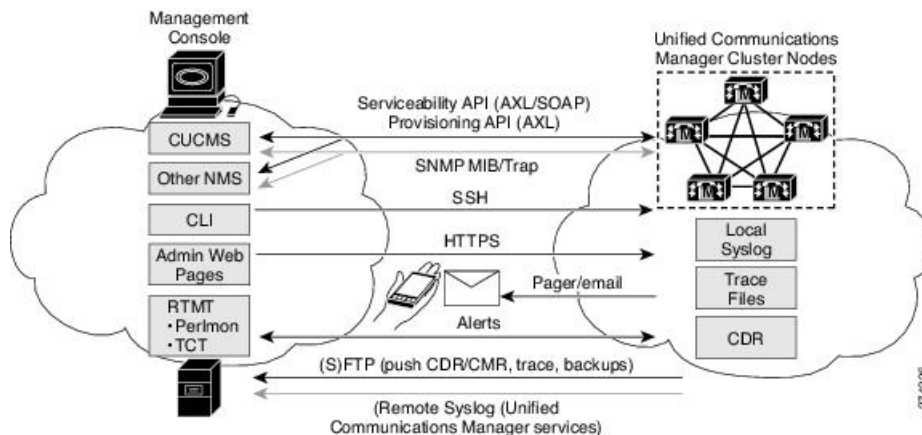 Management
Console
Unified Communications
Manager Cluster Nodes
Serviceability API (AXL/SOAP)
Provisioning API (AXL)
CUCMS
SNMP MIB/Trap
Other NMS
SSH
CLI
HTTPS
Local
Syslog
Admin Web
Pages
Pager/email
Trace
Files
RTMT
• Perlmon
• TCT
Alerts
CDR
(S)FTP (push CDR/CMR, trace, backups)
(Remote Syslog (Unified
Communications Manager services)
M
M
M
M
M